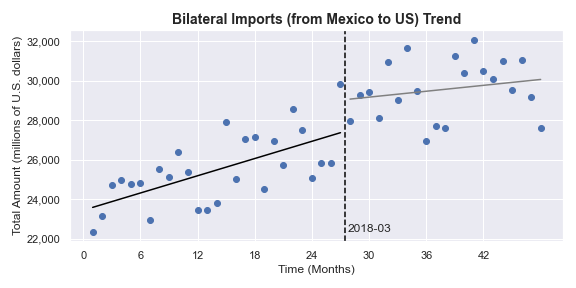 Bilateral Imports (from Mexico to US) Trend
Total Amount (millions of U.S. dollars)
32,000
30,000
28,000
26,000
24,000
22,000
2018-03
0 6 12 18 24 30 36 42
Time (Months)